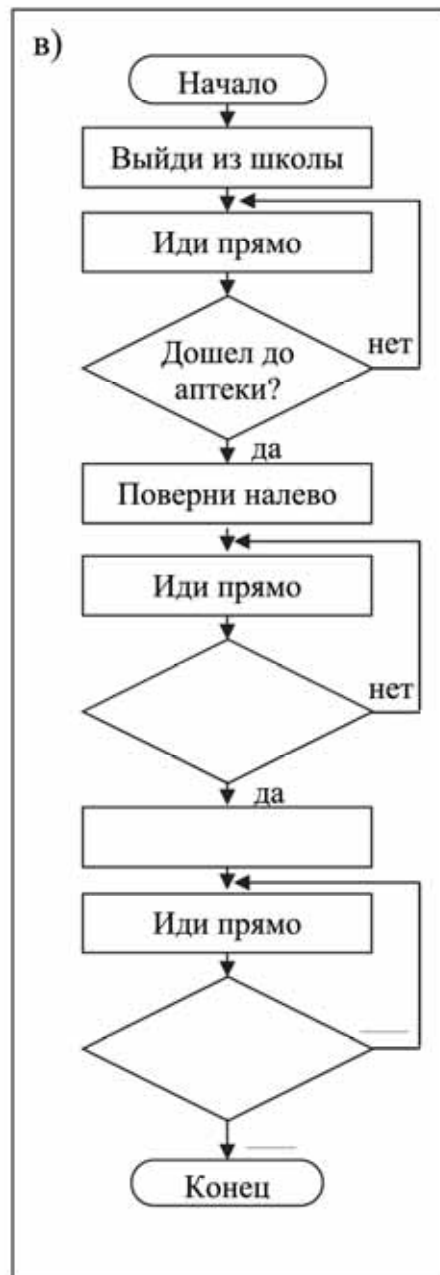 в)
Начало
Выйди из школы
Иди прямо
Дошел до
аптеки?
нет
да
Поверни налево
Иди прямо
нет
да
Иди прямо
Конец